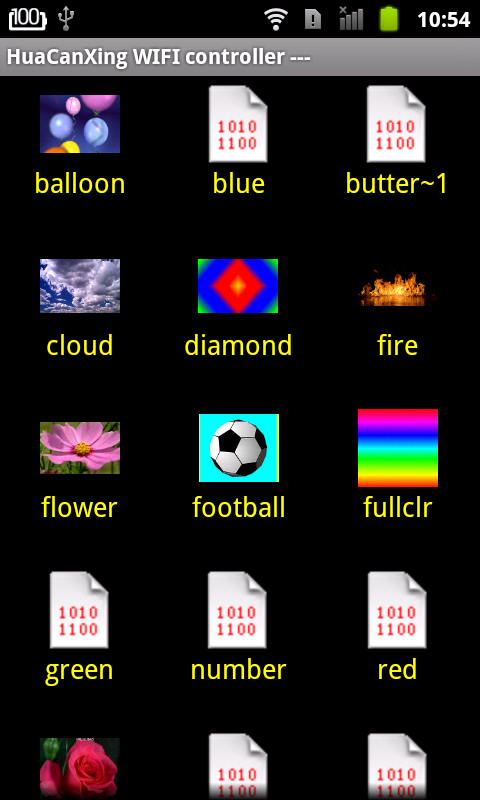 100
10:54
HuaCanXing WIFI controller ---
1010
1100
1010
1100
balloon
blue
butter~1
cloud
diamond
fire
flower
football
fullclr
1010
1100
1010
1100
1010
1100
green
number
red
1010
1100
1010
1100